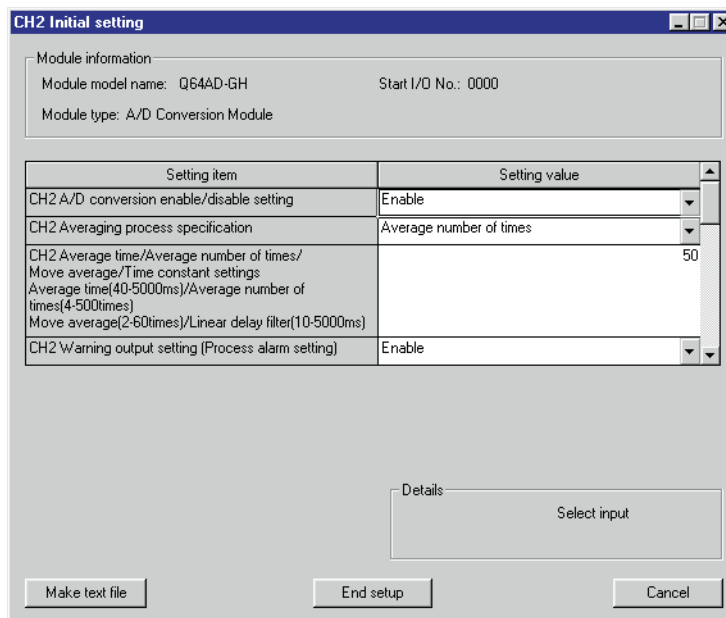 CH2 Initial setting
Module information
Module model name: Q64AD-GH Start I/O No.: 0000
Module type: A/D Conversion Module
Setting item Setting value
CH2 A/D conversion enable/disable setting Enable
CH2 Averaging process specification Average number of times
CH2 Average time/Average number of times/ 50
Move average/Time constant settings
Average time(40-5000ms)/Average number of
times(4-500times)
Move average(2-60times)/Linear delay filter(10-5000ms)
CH2 Warning output setting (Process alarm setting) Enable
Details
Select input
Make text file End setup Cancel